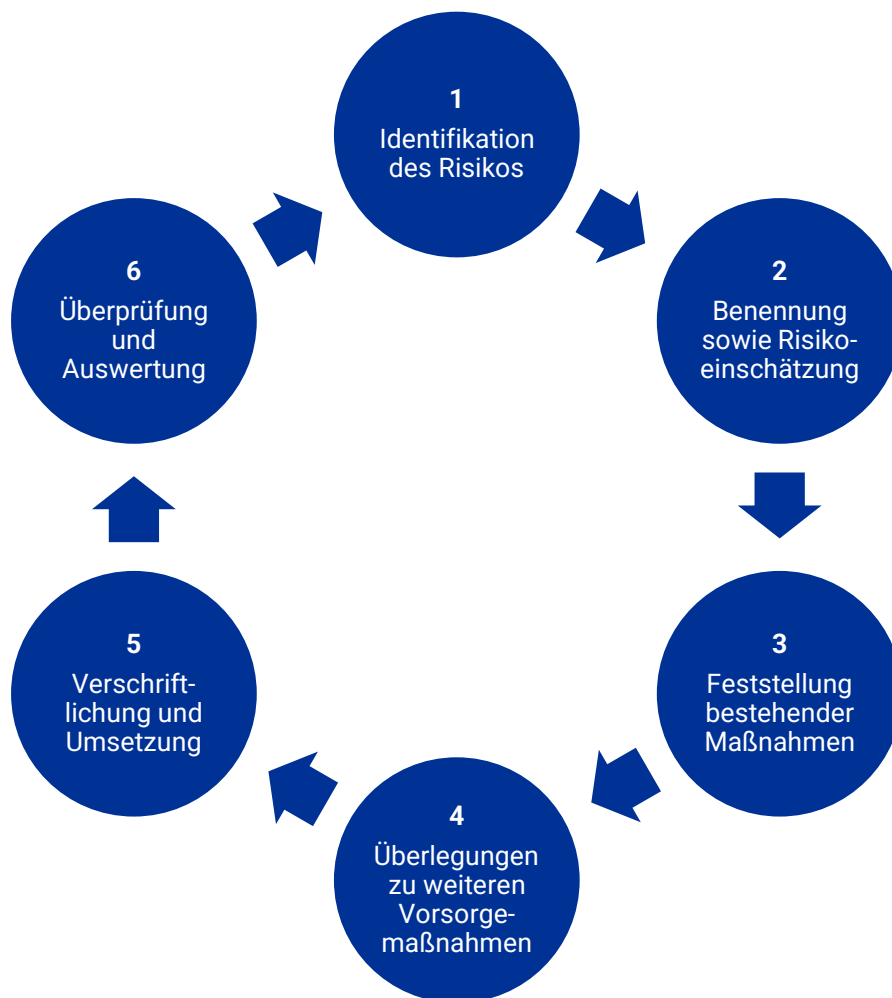 1
Identifikation
des Risikos
2
Benennung
sowie Risiko-
einschätzung
3
Feststellung
bestehender
Maßnahmen
4
Überlegungen
zu weiteren
Vorsorge-
maßnahmen
5
Verschrift-
lichung und
Umsetzung
6
Überprüfung
und
Auswertung